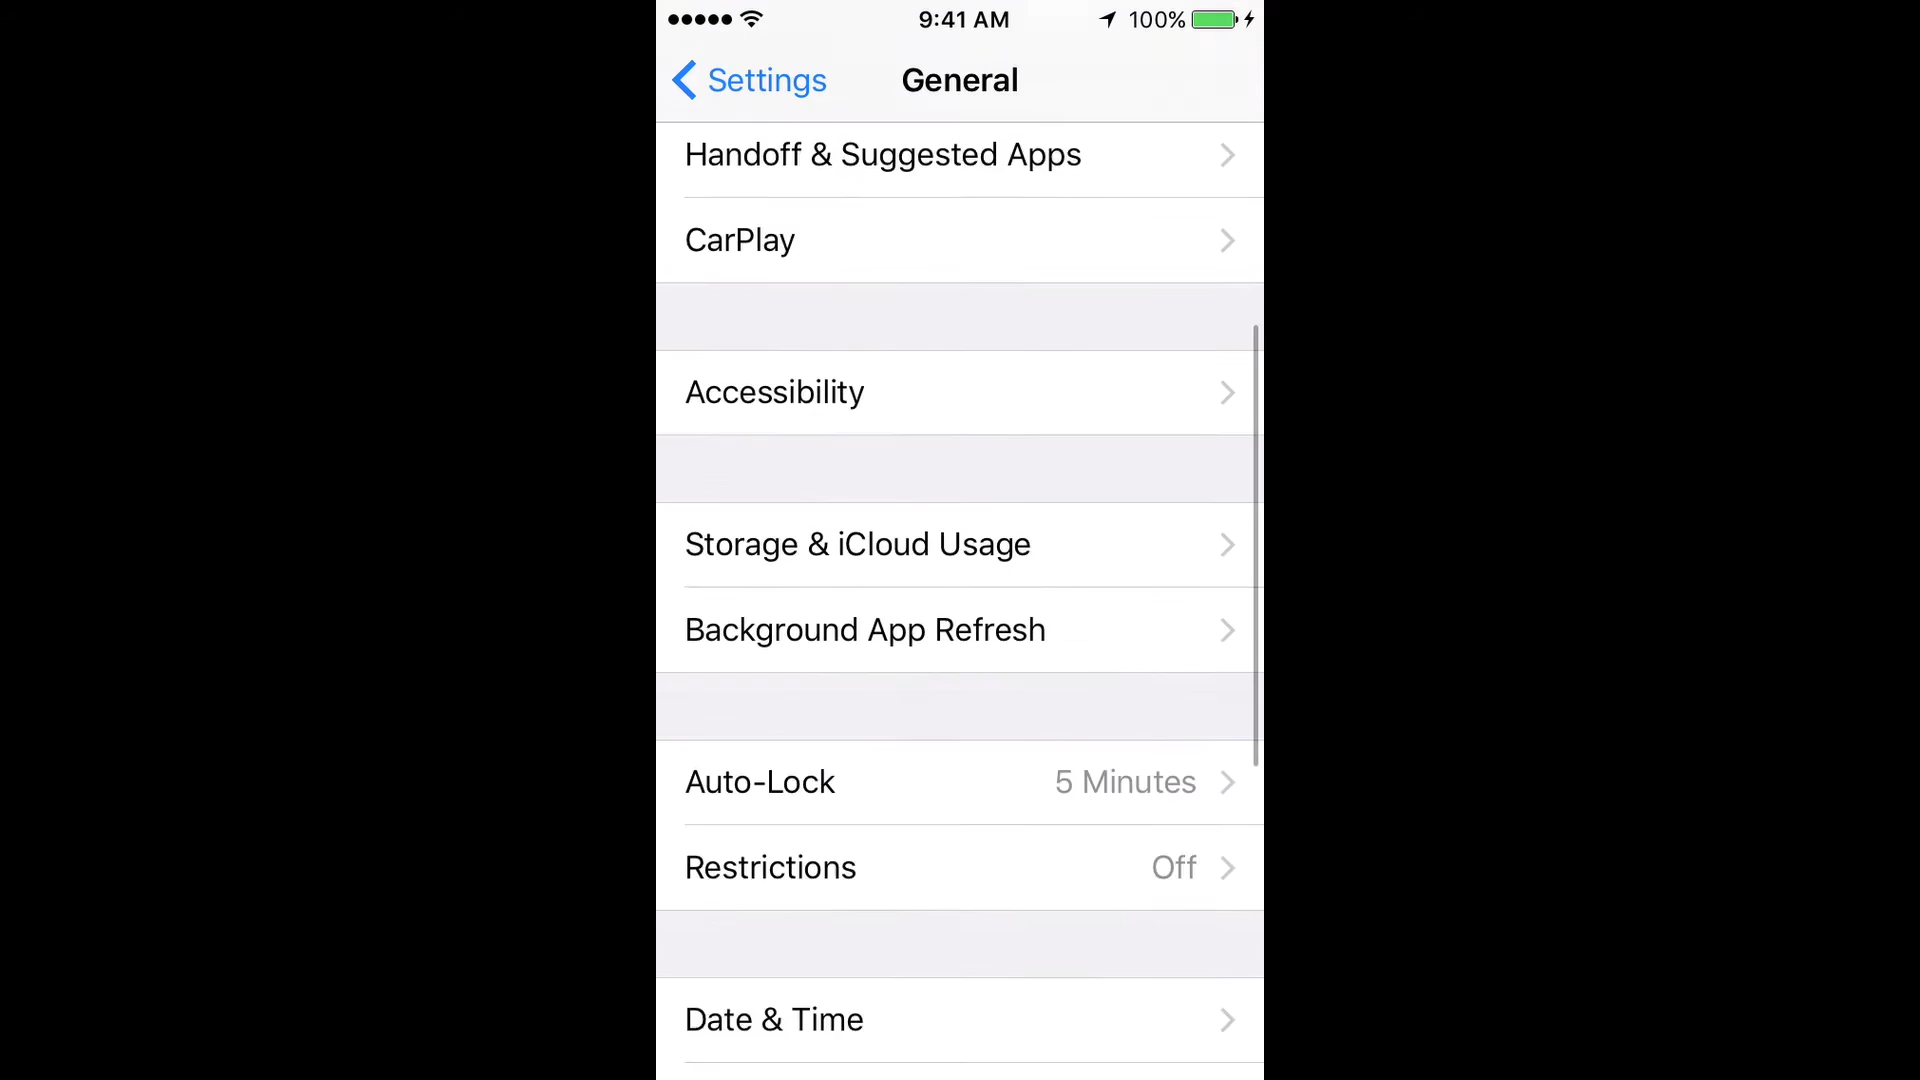 9:41 AM
100%
Settings
General
Handoff & Suggested Apps
CarPlay
Accessibility
Storage & iCloud Usage
Background App Refresh
Auto-Lock 5 Minutes
Restrictions Off
Date & Time